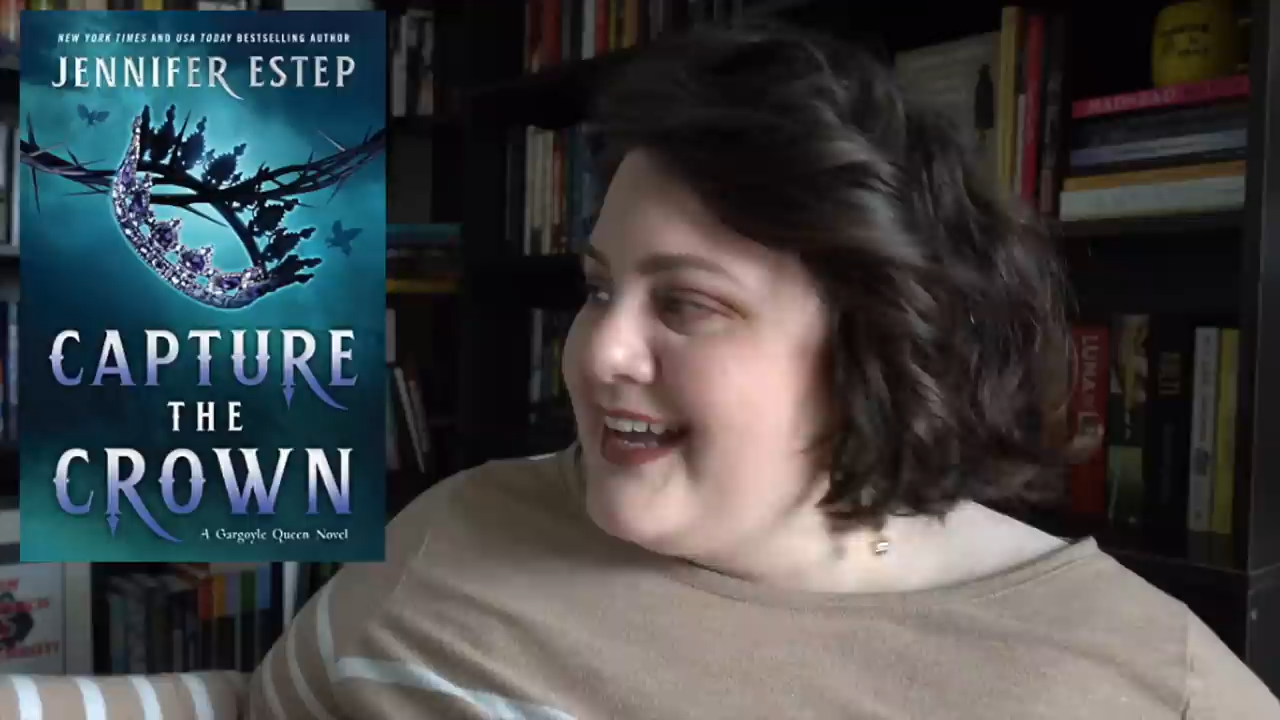 NEW YORK TIMES AND USA TODAY BESTSELLING AUTHOR
JENNIFER ESTEP
CAPTURE
THE
CROWN
A Gargoyle Queen Novel